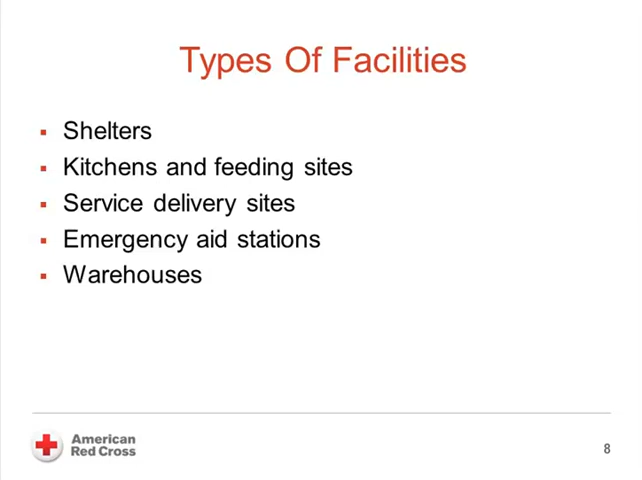 Types Of Facilities
Shelters
Kitchens and feeding sites
Service delivery sites
Emergency aid stations
Warehouses
American
Red Cross
8